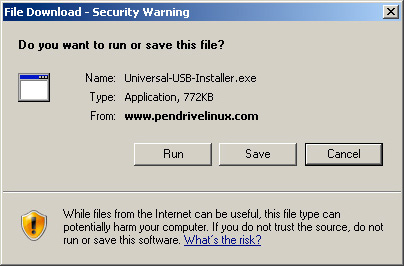 File Download - Security Warning
Do you want to run or save this file?
Name: Universal-USB-Installer.exe
Type: Application, 772KB
From: www.pendrivelinux.com
Run Save Cancel
While files from the Internet can be useful, this file type can
potentially harm your computer. If you do not trust the source, do not
run or save this software. What's the risk?